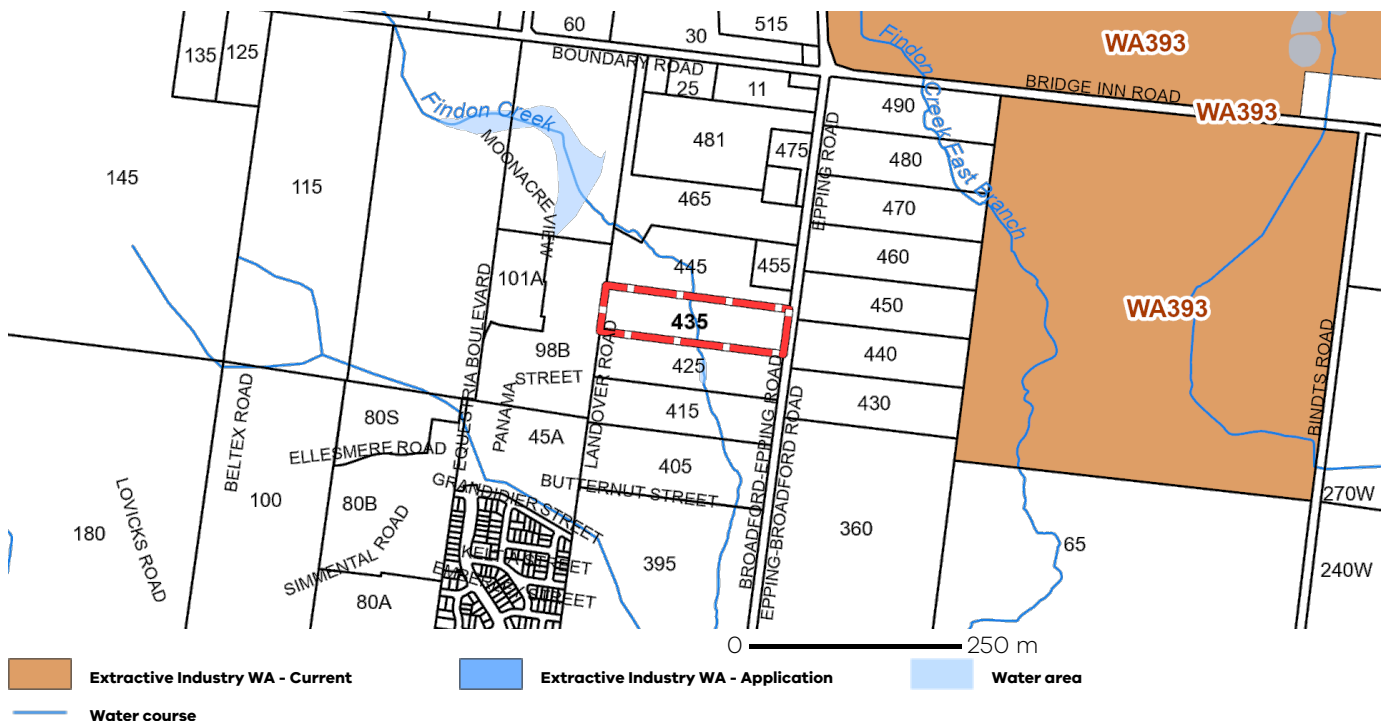 60
30
515
135
125
BOUNDARY ROAD
WA393
Findon Creek East Branch
BRIDGE INN ROAD
WA393
25
11
490
Findon Creek
481
475
480
EPPING ROAD
MOONACRE VIEW
145
115
465
470
460
445
455
101A
450
WA393
435
440
98B
STREET
425
EQUESTRIA BOULEVARD
PANAMA
LANDOVER ROAD
415
430
BINDTS ROAD
BELTEX ROAD
80S
45A
ELLESMERE ROAD
405
BROADFORD-EPPING ROAD
EPPING-BROADFORD ROAD
GRANDIDIER STREET
BUTTERNUT STREET
270W
100
80B
LOVICKS ROAD
180
SIMMENTAL ROAD
360
65
395
240W
80A
STREET
STREET
0
250 m
Extractive Industry WA - Current
Extractive Industry WA - Application
Water area
Water course